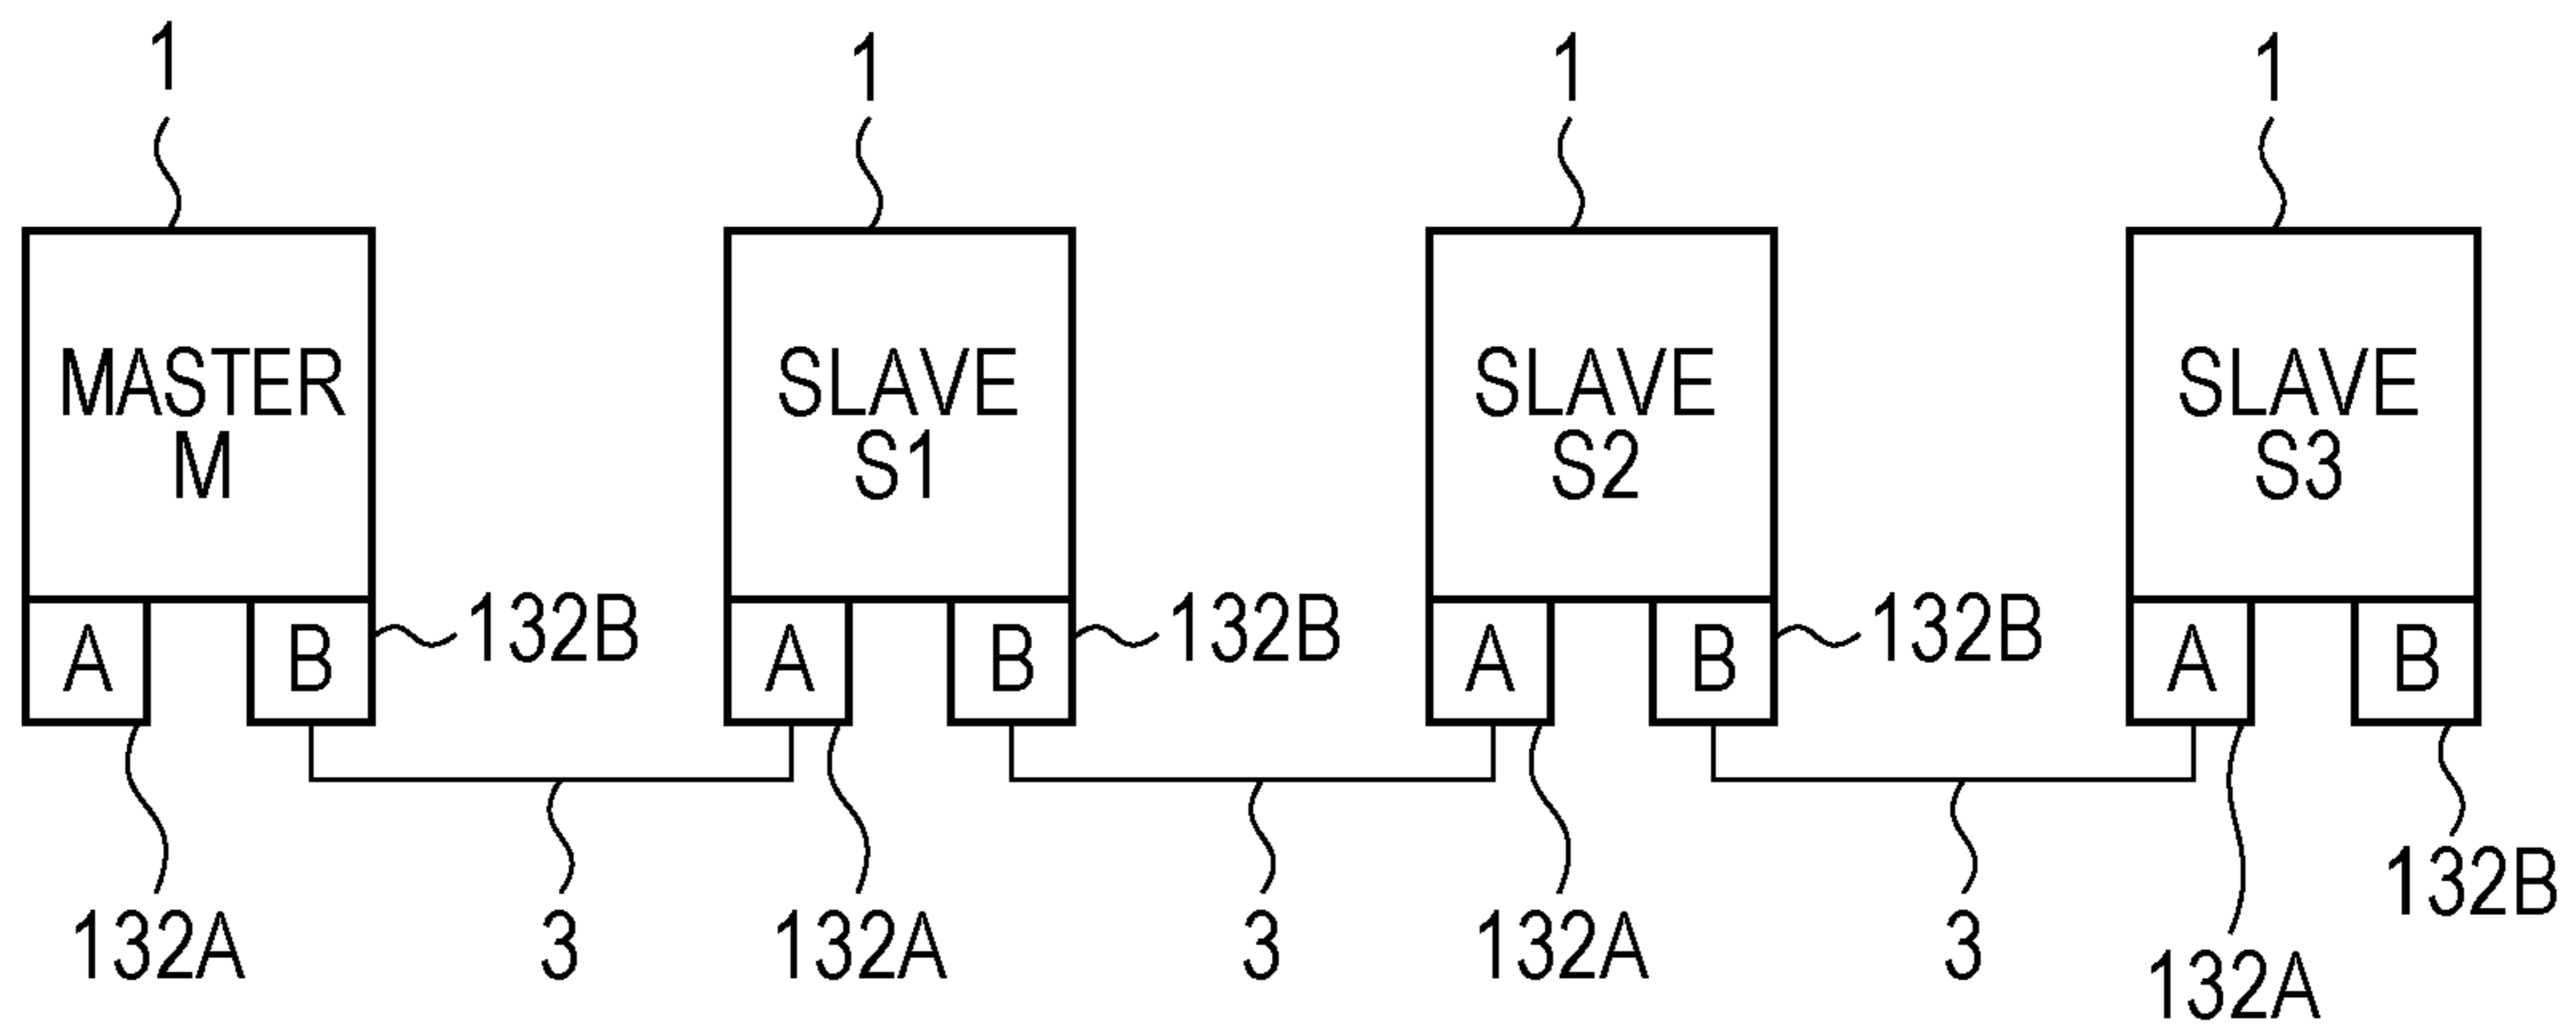 1 1 1 1
MASTER SLAVE SLAVE SLAVE
M S1 S2 S3
132B 132B 132B
A B A B A B A B
132B
132A 3 132A 3 132A 3
132A